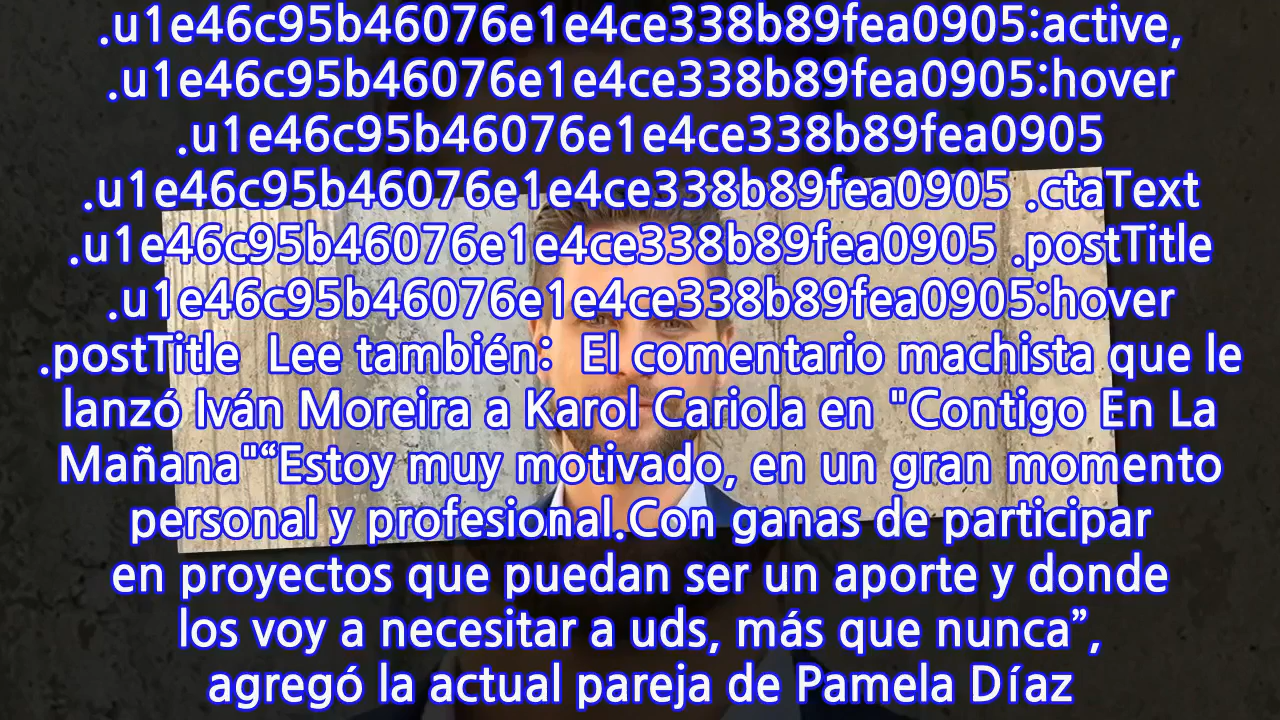 .u1e46c95b46076e1e4ce338b89fea0905:active,
.u1e46c95b46076e1e4ce338b89fea0905:hover
.u1e46c95b46076e1e4ce338b89fea0905
.u1e46c95b46076e1e4ce338b89fea0905 .ctaText
.u1e46c95b46076e1e4ce338b89fea0905 .postTitle
.u1e46c95b46076e1e4ce338b89fea0905:hover
.postTitle  Lee también:  El comentario machista que le
lanzó Iván Moreira a Karol Cariola en "Contigo En La
Mañana"“Estoy muy motivado, en un gran momento
personal y profesional.Con ganas de participar
en proyectos que puedan ser un aporte y donde
los voy a necesitar a uds, más que nunca”,
agregó la actual pareja de Pamela Díaz